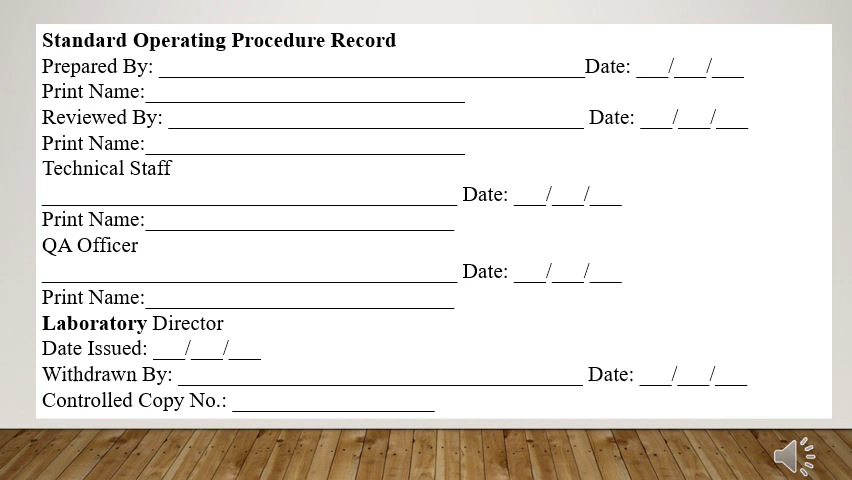 Standard Operating Procedure Record
Prepared By: ________________________________________Date: ___/___/___
Print Name:______________________________
Reviewed By: _______________________________________ Date: ___/___/___
Print Name:______________________________
Technical Staff
_______________________________________ Date: ___/___/___
Print Name:_____________________________
QA Officer
_______________________________________ Date: ___/___/___
Print Name:_____________________________
Laboratory Director
Date Issued: ___/___/___
Withdrawn By: ______________________________________ Date: ___/___/___
Controlled Copy No.: ___________________